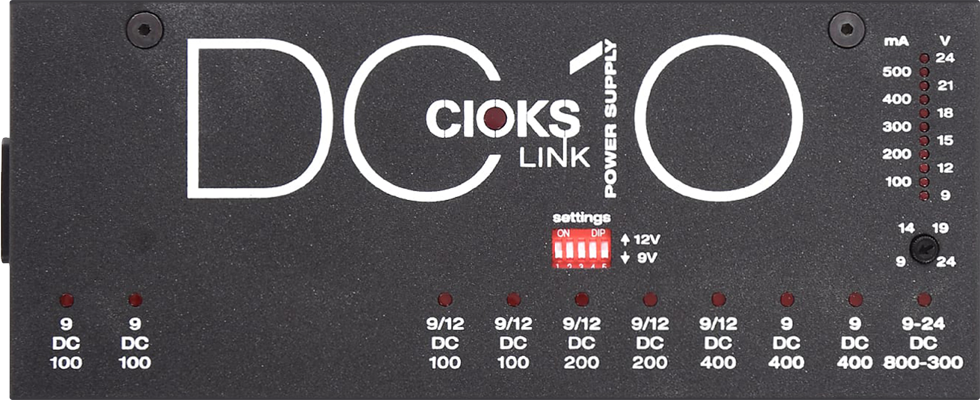 DC10
CIOKS
LINK
POWER SUPPLY
mA V
24
500
21
400
18
300
15
200
12
100
9
settings
ON DIP
1 2 3 4 5
12V
9V
14 19
9 24
9 9 9/12 9/12 9/12 9/12 9/12 9 9 9-24
DC DC DC DC DC DC DC DC DC DC
100 100 100 100 200 200 400 400 400 800-300